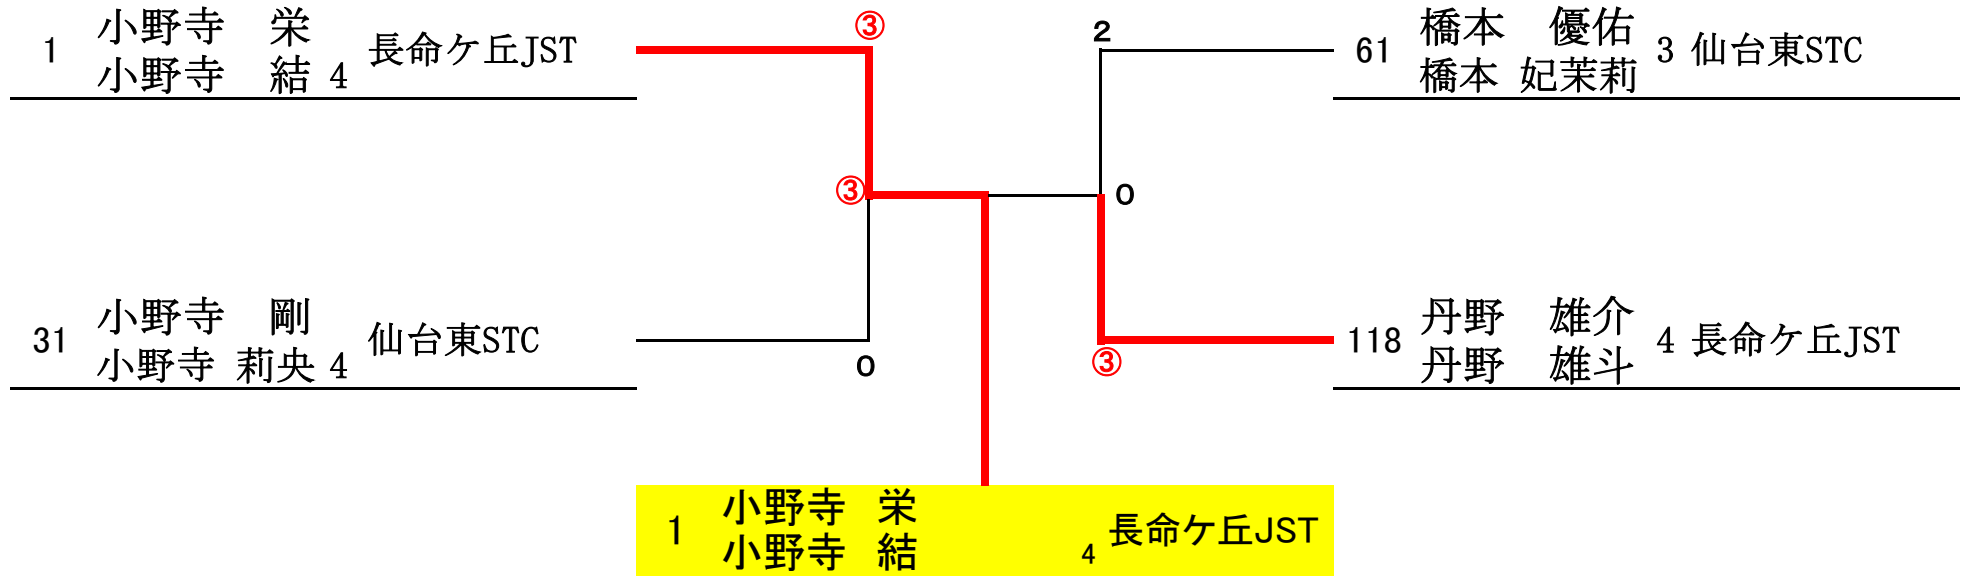 1 小野寺 栄
小野寺 結 4 長命ケ丘JST
③
2
61 橋本 優佑
橋本 妃茉莉 3 仙台東STC
③
0
31 小野寺 剛
小野寺 莉央 4 仙台東STC
0
③
118 丹野 雄介
丹野 雄斗 4 長命ケ丘JST
1 小野寺 栄
小野寺 結 4 長命ケ丘JST